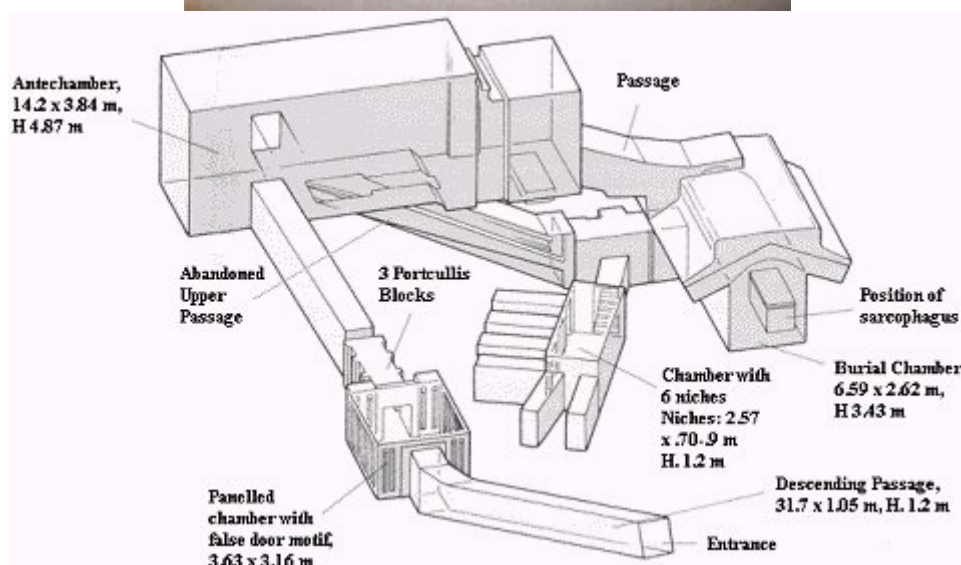 Antechamber,
14.2 x 3.84 m,
H 4.87 m
Passage
Abandoned
Upper
Passage
3 Portcullis
Blocks
Position of
sarcophagus
Burial Chamber
6.59 x 2.62 m,
H 3.43 m
Chamber with
6 niches
Niches: 2.57
x .70-.9 m
H. 1.2 m
Descending Passage,
31.7 x 1.05 m, H. 1.2 m
Panelled
chamber with
false door motif,
3.63 x 3.16 m
Entrance